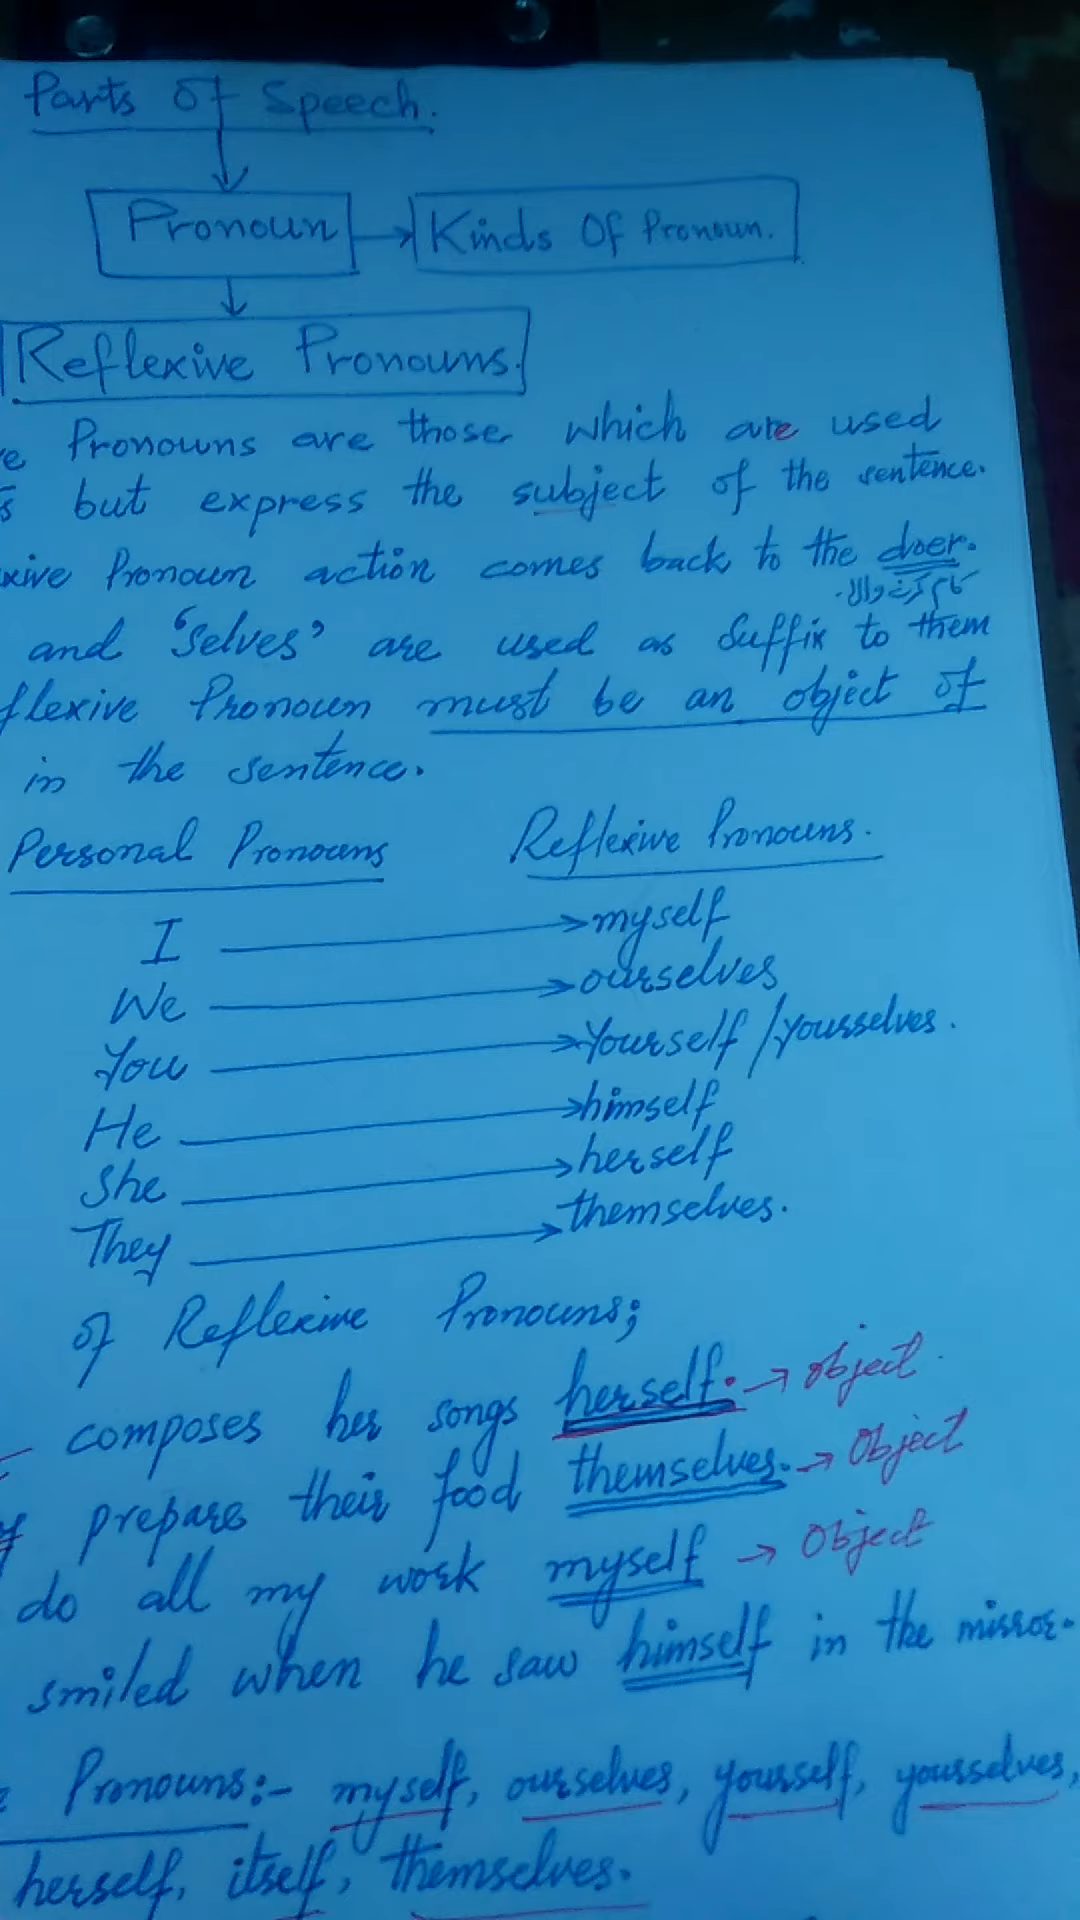 Parts Of Speech.
Pronoun
Kinds Of Pronoun.
Reflexive Pronouns.
e Pronouns are those which are used
s but express the subject of the sentence.
xive Pronoun action comes back to the doer.
کام کرنے والا۔
and 'selves' are used as Suffix to them
flexive Pronoun must be an object of
in the sentence.
Personal Pronouns Reflexive Pronouns.
I myself
We ourselves
You Yourself / yourselves.
He himself
She herself
They themselves.
of Reflexive Pronouns;
composes her songs herself. → object.
prepare their food themselves. → Object
do all my work myself → Object
smiled when he saw himself in the mirror.
Pronouns:- myself, ourselves, yourself, yourselves,
herself, itself, themselves.